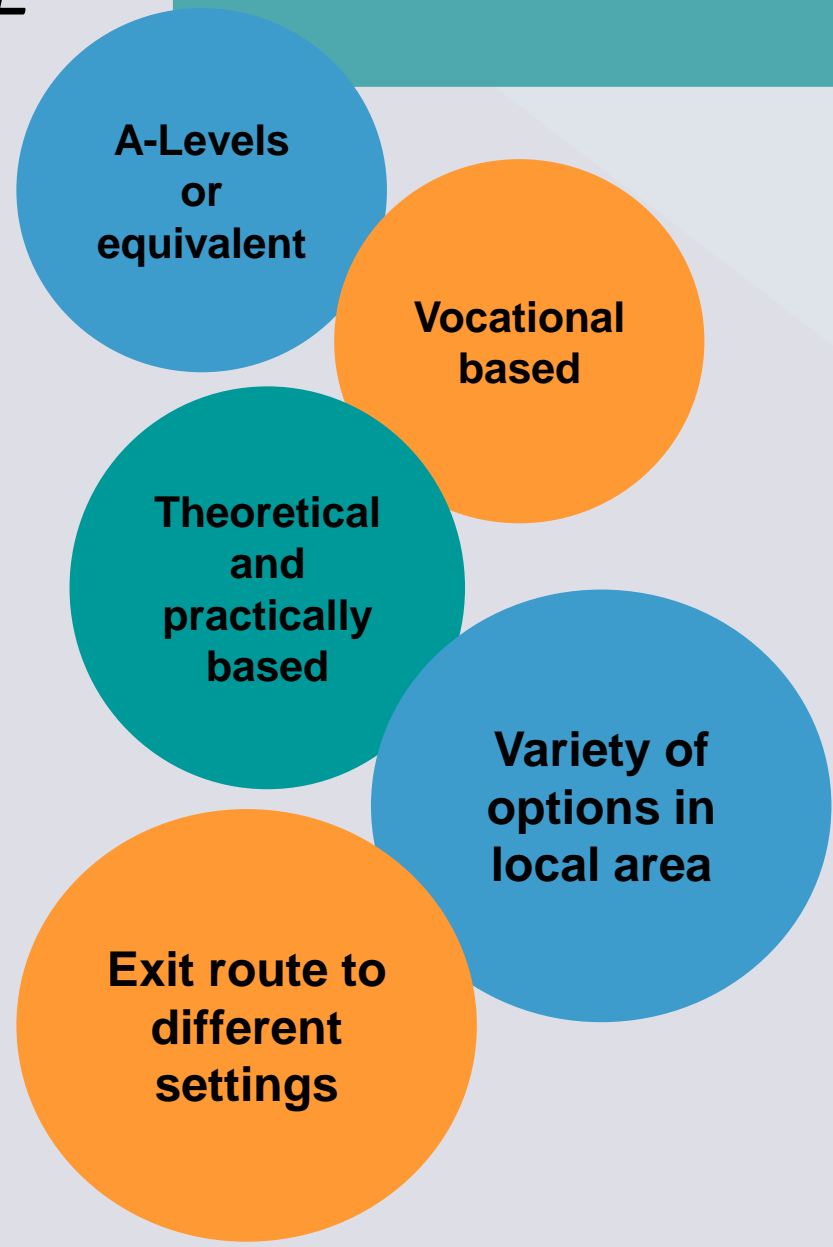 A-Levels
or
equivalent
Vocational
based
Theoretical
and
practically
based
Variety of
options in
local area
Exit route to
different
settings